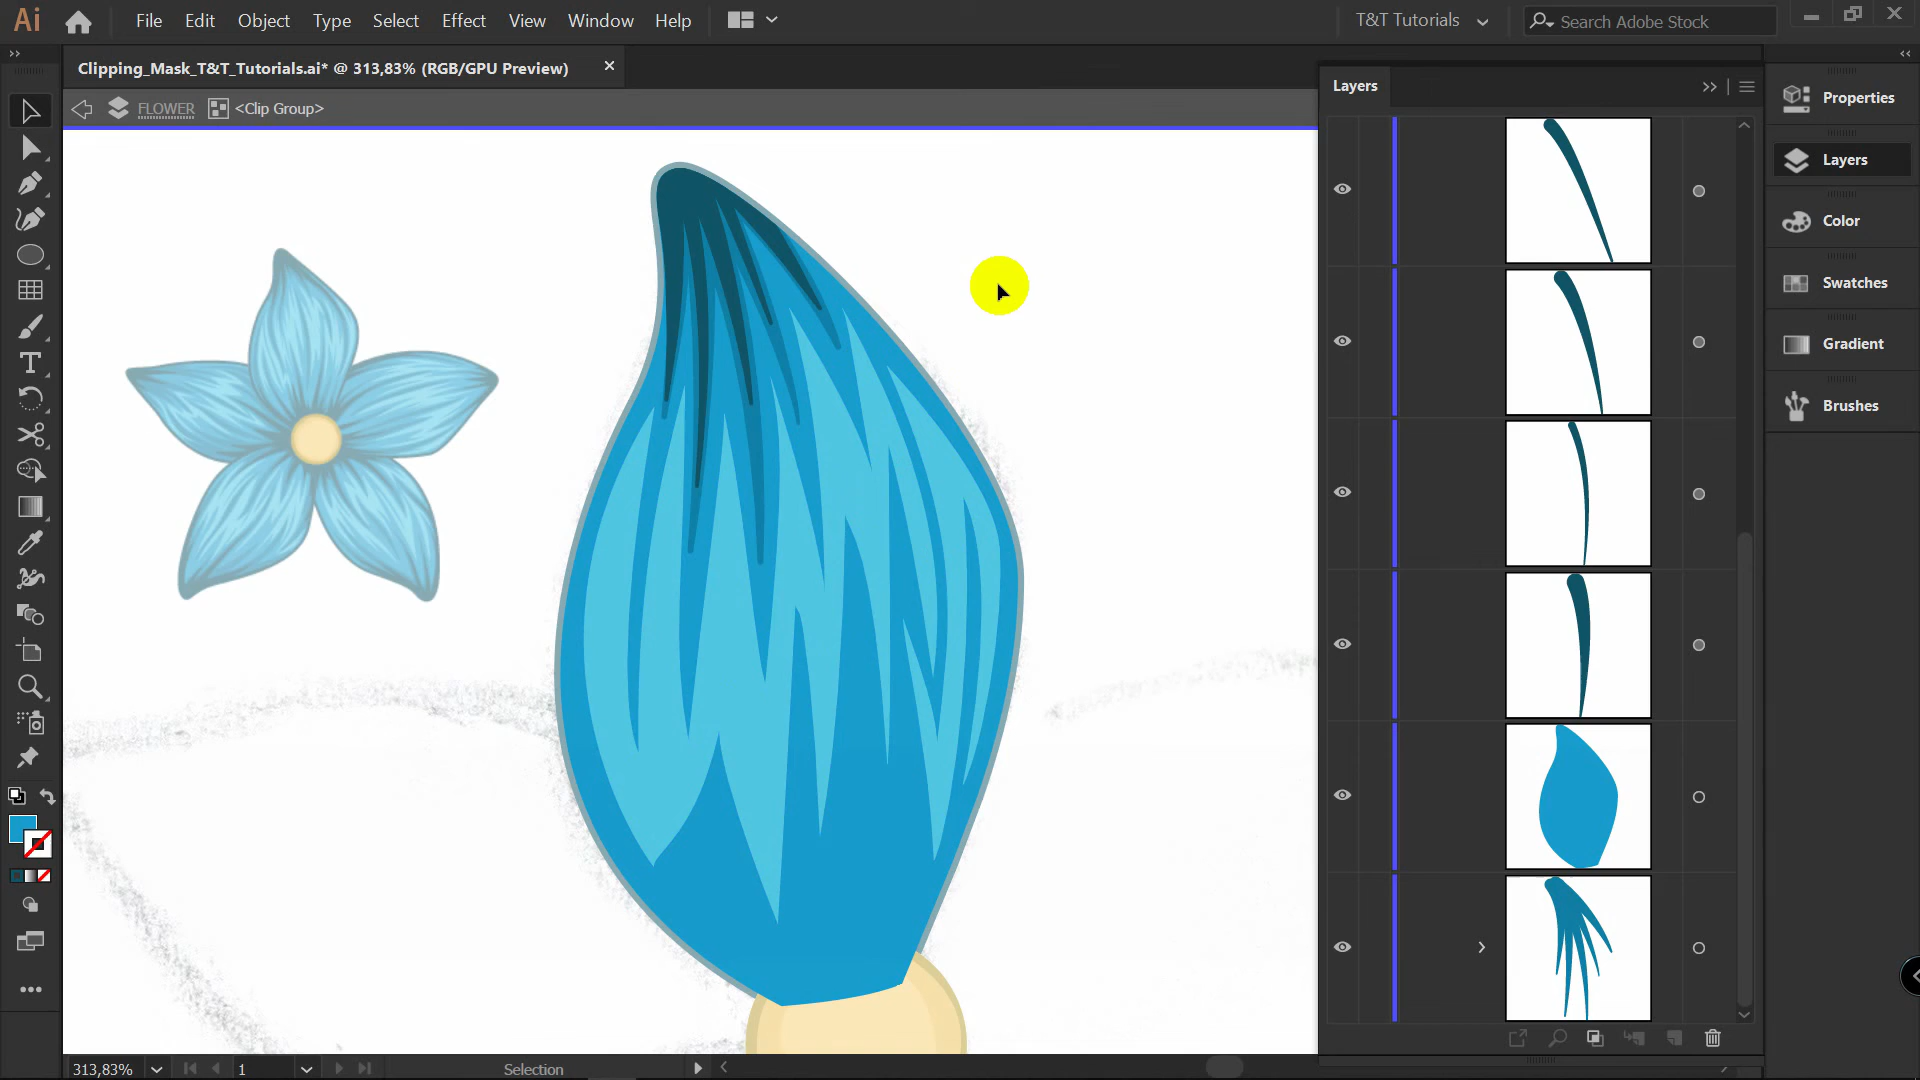 Ai File Edit Object Type Select Effect View Window Help T&T Tutorials Search Adobe Stock
Clipping_Mask_T&T_Tutorials.ai* @ 313,83% (RGB/GPU Preview)
FLOWER <Clip Group>
Layers
Properties
Layers
Color
Swatches
Gradient
Brushes
313,83% 1 Selection